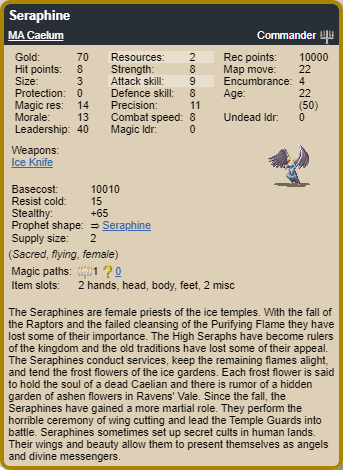 Seraphine
MA Caelum Commander
Gold: 70 Resources: 2 Rec points: 10000
Hit points: 8 Strength: 8 Map move: 22
Size: 3 Attack skill: 9 Encumbrance: 4
Protection: 0 Defence skill: 8 Age: 22
Magic res: 14 Precision: 11 (50)
Morale: 13 Combat speed: 8 Undead ldr: 0
Leadership: 40 Magic ldr: 0
Weapons:
Ice Knife
Basecost: 10010
Resist cold: 15
Stealthy: +65
Prophet shape: ⇒ Seraphine
Supply size: 2
(Sacred, flying, female)
Magic paths: 1 ? 0
Item slots: 2 hands, head, body, feet, 2 misc
The Seraphines are female priests of the ice temples. With the fall of
the Raptors and the failed cleansing of the Purifying Flame they have
lost some of their importance. The High Seraphs have become rulers
of the kingdom and the old traditions have lost some of their appeal.
The Seraphines conduct services, keep the remaining flames alight,
and tend the frost flowers of the ice gardens. Each frost flower is said
to hold the soul of a dead Caelian and there is rumor of a hidden
garden of ashen flowers in Ravens' Vale. Since the fall, the
Seraphines have gained a more martial role. They perform the
horrible ceremony of wing cutting and lead the Temple Guards into
battle. Seraphines sometimes set up secret cults in human lands.
Their wings and beauty allow them to present themselves as angels
and divine messengers.